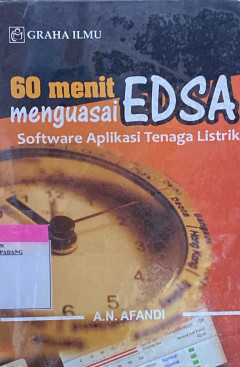 GRAHA ILMU
60 menit
menguasai EDSA
Software Aplikasi Tenaga Listrik
PADANG
A.N. AFANDI